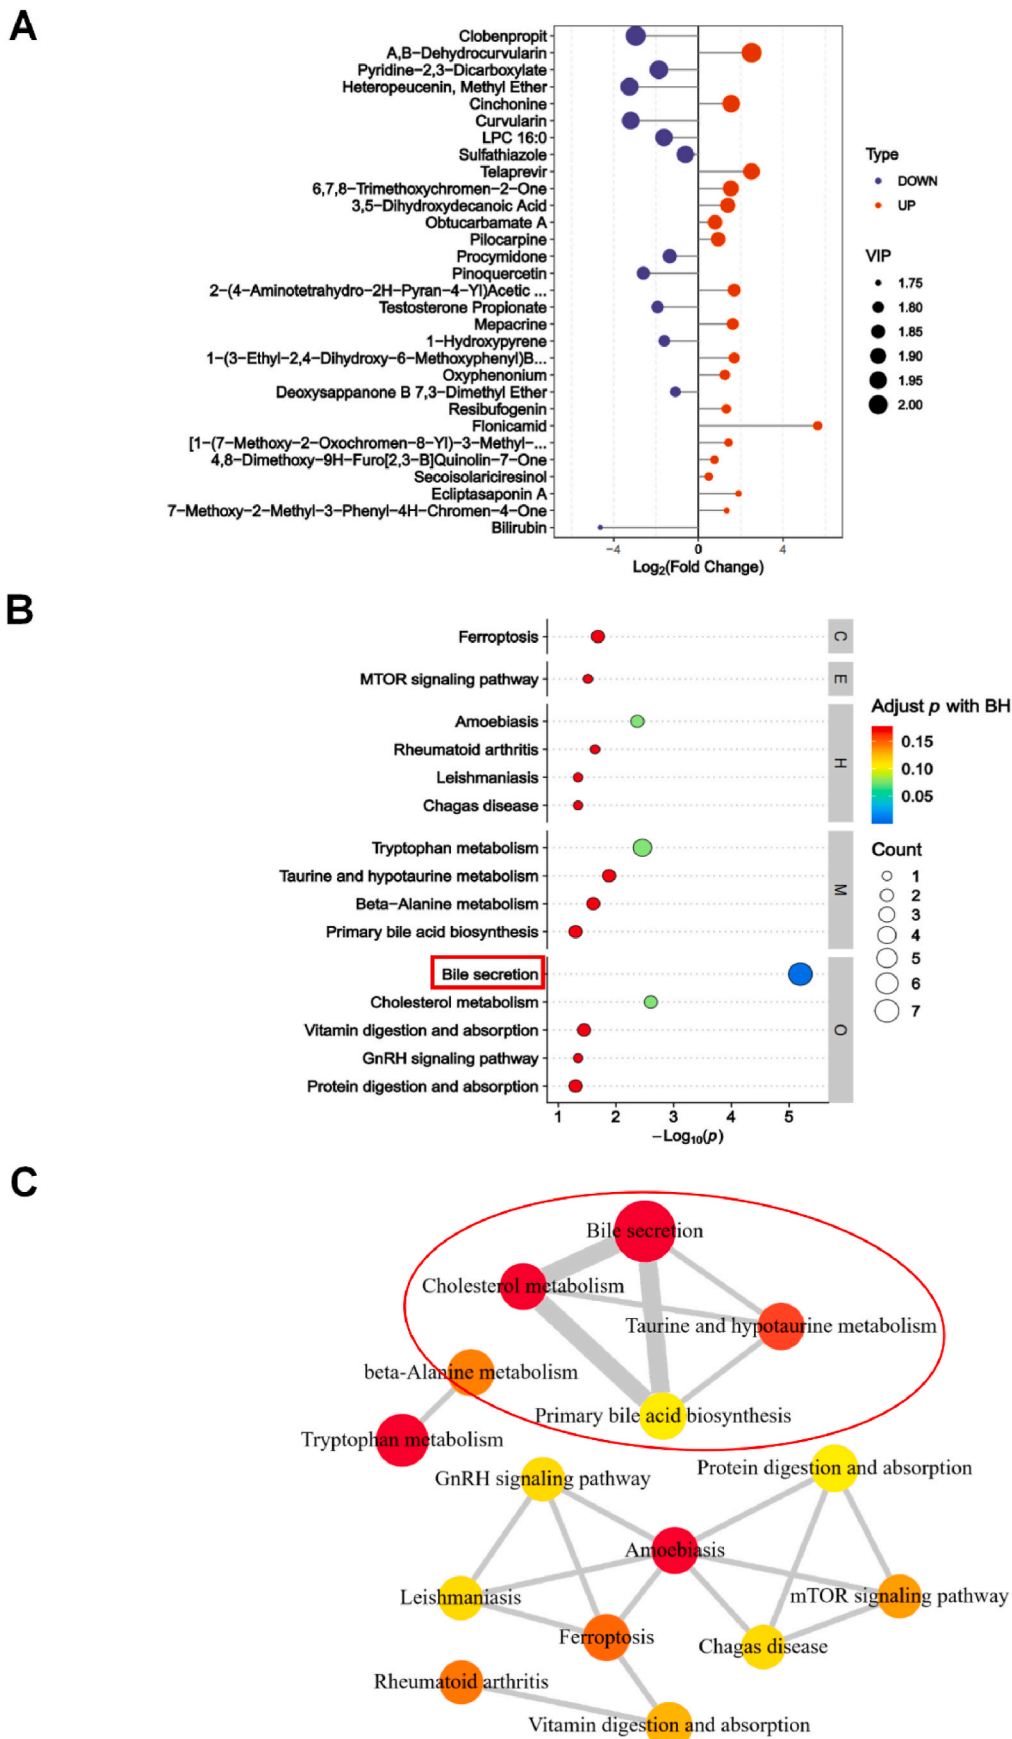 A
Clobenpropit
A,B−Dehydrocurvularin
Pyridine−2,3−Dicarboxylate
Heteropeucenin, Methyl Ether
Cinchonine
Curvularin
LPC 16:0
Sulfathiazole
Telaprevir
6,7,8−Trimethoxychromen−2−One
3,5−Dihydroxydecanoic Acid
Obtucarbamate A
Pilocarpine
Procymidone
Pinoquercetin
2−(4−Aminotetrahydro−2H−Pyran−4−Yl)Acetic ...
Testosterone Propionate
Mepacrine
1−Hydroxypyrene
1−(3−Ethyl−2,4−Dihydroxy−6−Methoxyphenyl)B...
Oxyphenonium
Deoxysappanone B 7,3−Dimethyl Ether
Resibufogenin
Flonicamid
[1−(7−Methoxy−2−Oxochromen−8−Yl)−3−Methyl−...
4,8−Dimethoxy−9H−Furo[2,3−B]Quinolin−7−One
Secoisolariciresinol
Ecliptasaponin A
7−Methoxy−2−Methyl−3−Phenyl−4H−Chromen−4−One
Bilirubin
−4 0 4
Log2(Fold Change)
Type
DOWN
UP
VIP
1.75
1.80
1.85
1.90
1.95
2.00
B
Ferroptosis
MTOR signaling pathway
Amoebiasis
Rheumatoid arthritis
Leishmaniasis
Chagas disease
Tryptophan metabolism
Taurine and hypotaurine metabolism
Beta−Alanine metabolism
Primary bile acid biosynthesis
Bile secretion
Cholesterol metabolism
Vitamin digestion and absorption
GnRH signaling pathway
Protein digestion and absorption
C
E
H
M
O
1 2 3 4 5
−Log10(p)
Adjust p with BH
0.15
0.10
0.05
Count
1
2
3
4
5
6
7
C
Bile secretion
Cholesterol metabolism
Taurine and hypotaurine metabolism
beta-Alanine metabolism
Primary bile acid biosynthesis
Tryptophan metabolism
GnRH signaling pathway
Protein digestion and absorption
Amoebiasis
Leishmaniasis
mTOR signaling pathway
Ferroptosis
Chagas disease
Rheumatoid arthritis
Vitamin digestion and absorption